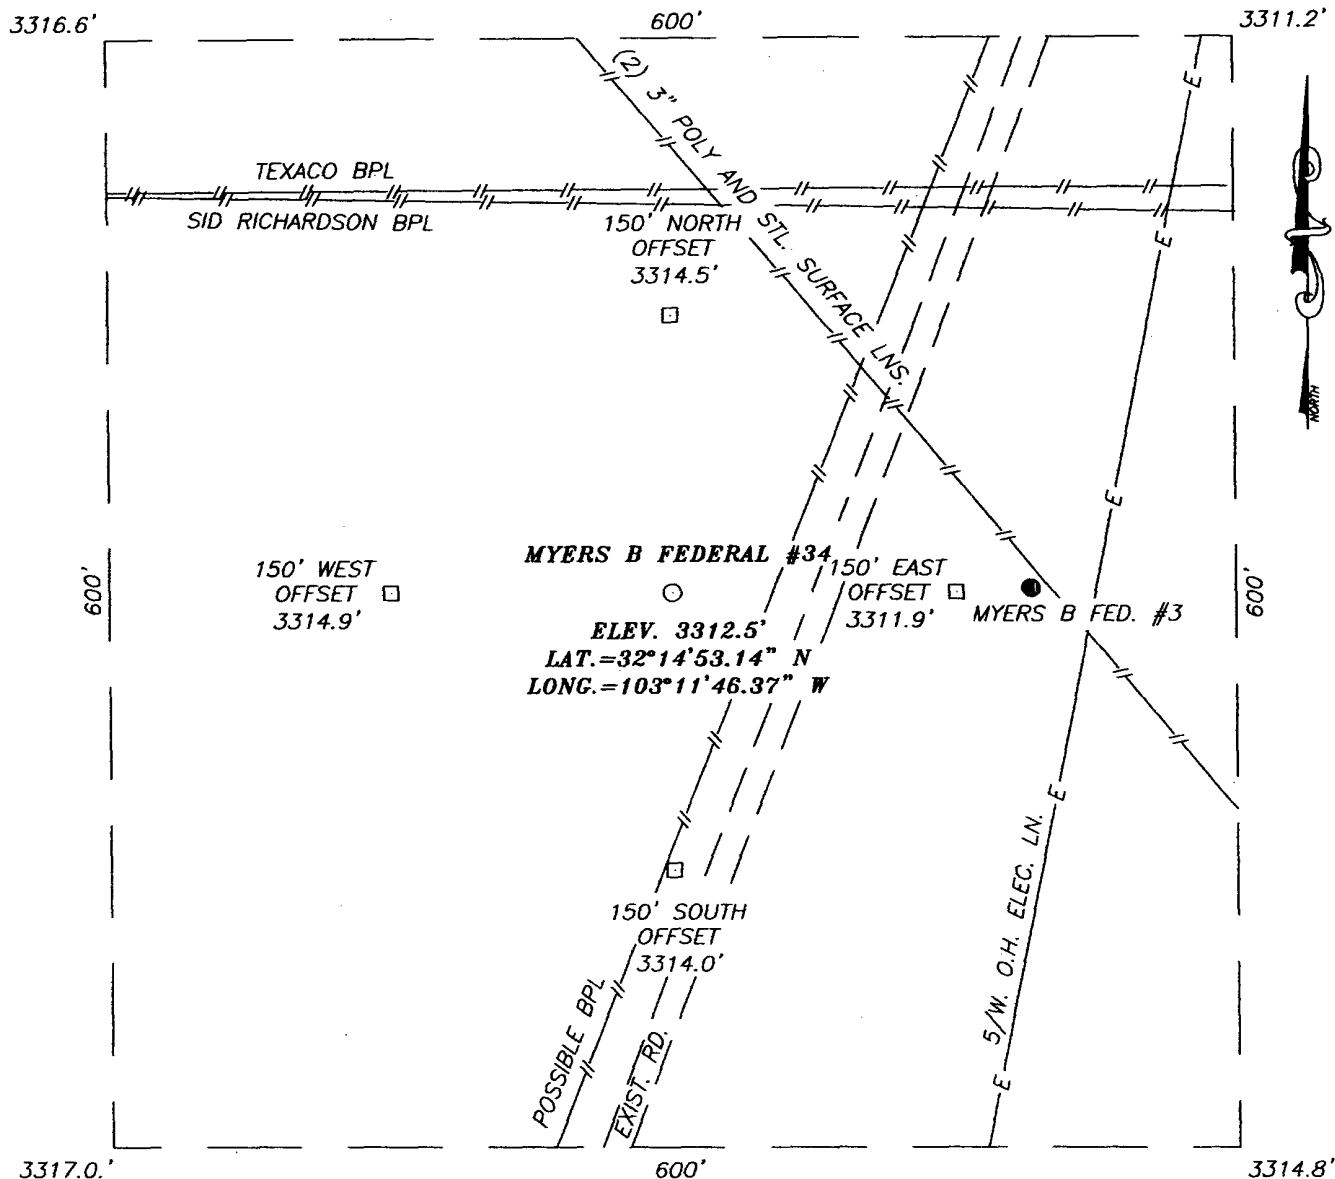 3316.6'
600'
3311.2'
(2) 3" POLY AND STL. SURFACE LNS.
TEXACO BPL
SID RICHARDSON BPL
150' NORTH
OFFSET
3314.5'
NORTH
600'
150' WEST
OFFSET
3314.9'
MYERS B FEDERAL #34
ELEV. 3312.5'
LAT.=32°14'53.14" N
LONG.=103°11'46.37" W
150' EAST
OFFSET
3311.9'
MYERS B FED. #3
600'
150' SOUTH
OFFSET
3314.0'
POSSIBLE BPL
EXIST. RD.
5/W. O.H. ELEC. LN.
E
E
E
E
E
3317.0.'
600'
3314.8'